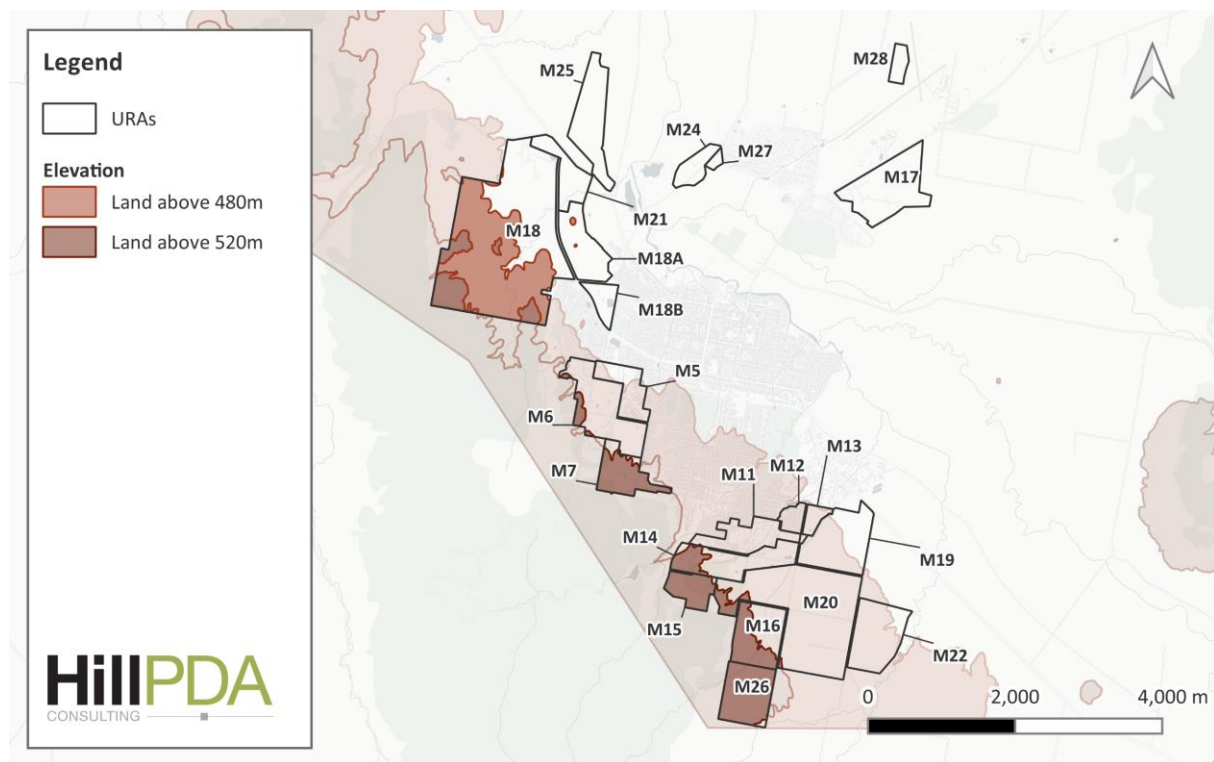 Legend
URAs
Elevation
Land above 480m
Land above 520m
HillPDA
CONSULTING
M28
M25
M24
M27
M17
M21
M18
M18A
M18B
M5
M6
M7
M13
M12
M11
M14
M19
M20
M15
M16
M22
M26
0 2,000 4,000 m